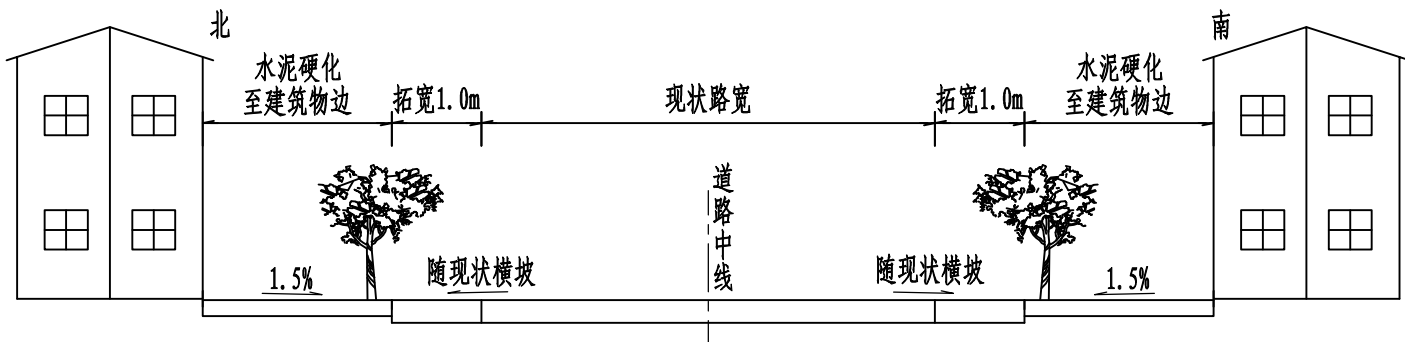 北
南
水泥硬化
至建筑物边
拓宽1.0m
现状路宽
拓宽1.0m
水泥硬化
至建筑物边
道路中线
1.5%
随现状横坡
随现状横坡
1.5%